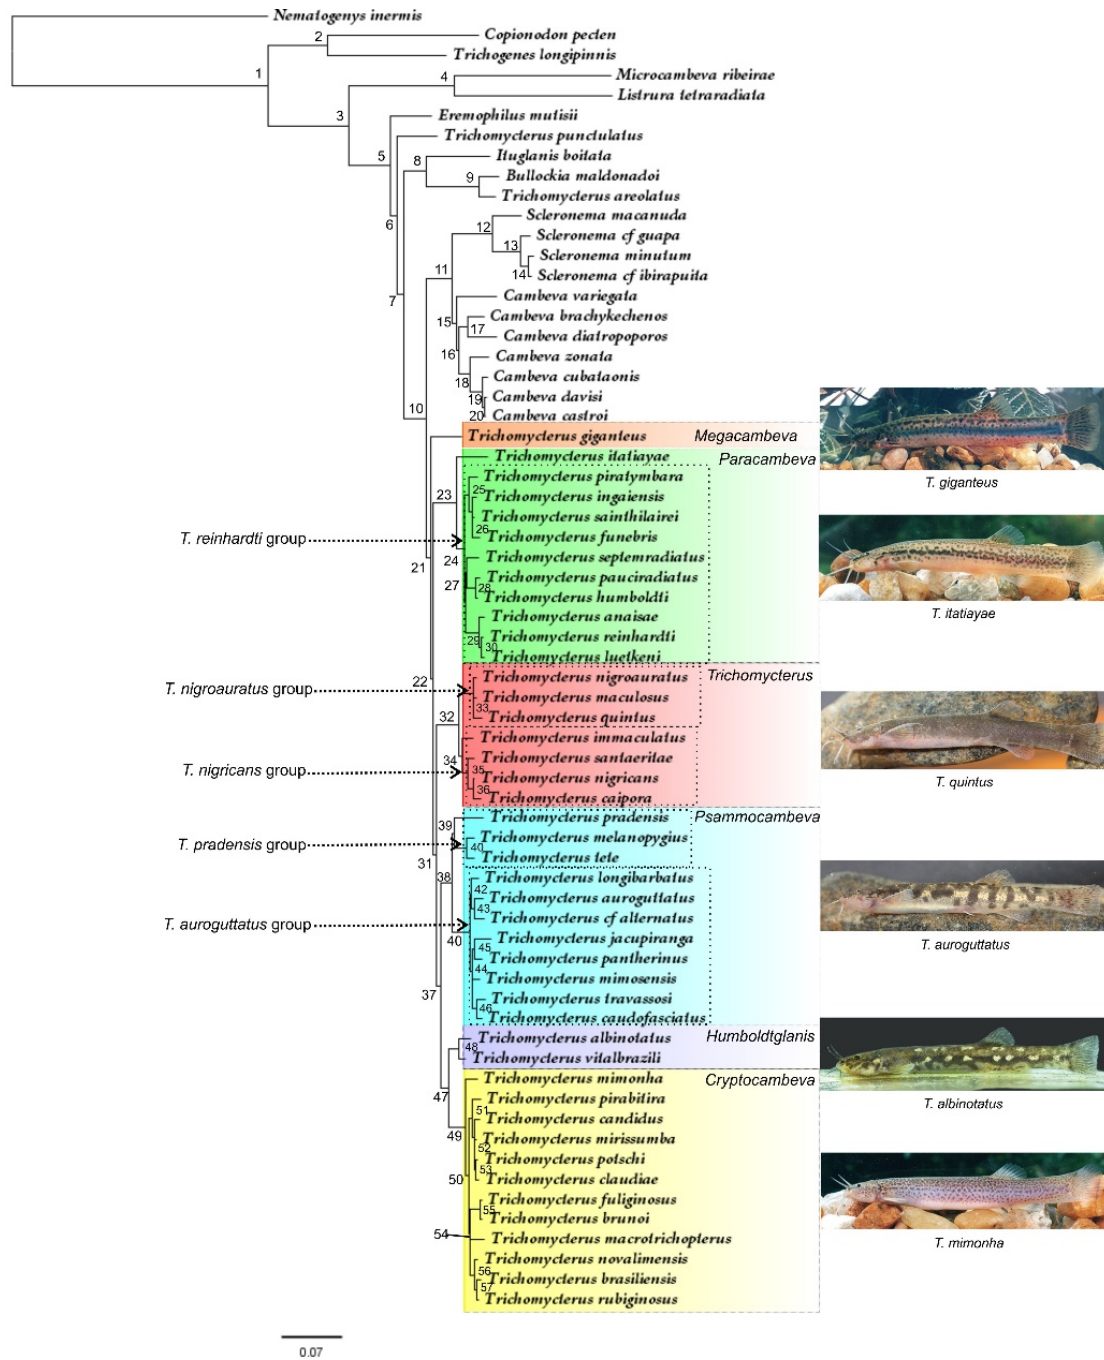 Nematogenys inermis
2 Copionodon pecten
Trichogenes longipinnis
1
4 Microcambeva ribeirae
Listrura tetraradiata
3
Eremophilus mutisii
Trichomycterus punctulatus
5
8 Ituglanis boitata
9 Bullockia maldonadoi
Trichomycterus areolatus
6
12 Scleronema macanuda
13 Scleronema cf guapa
Scleronema minutum
14 Scleronema cf ibirapuita
11
7
Cambeva variegata
15 Cambeva brachykechenos
17
Cambeva diatropoporos
16 Cambeva zonata
18 Cambeva cubataonis
19 Cambeva davisi
20 Cambeva castroi
10
Trichomycterus giganteus Megacambeva
Trichomycterus itatiayae Paracambeva
Trichomycterus piratymbara
25
23 Trichomycterus ingaiensis
Trichomycterus sainthilairei
26
T. reinhardti group Trichomycterus funebris
24 Trichomycterus septemradiatus
21
27 28 Trichomycterus pauciradiatus
Trichomycterus humboldti
Trichomycterus anaisae
29 30 Trichomycterus reinhardti
Trichomycterus luetkeni
22
T. nigroauratus group
Trichomycterus nigroauratus Trichomycterus
Trichomycterus maculosus
33
32 Trichomycterus quintus
Trichomycterus immaculatus
34 Trichomycterus santaeritae
35
T. nigricans group Trichomycterus nigricans
36
Trichomycterus caipora
39 Trichomycterus pradensis Psammocambeva
T. pradensis group Trichomycterus melanopygius
40
Trichomycterus tete
31
38 Trichomycterus longibarbatus
42
Trichomycterus auroguttatus
43
T. auroguttatus group Trichomycterus cf alternatus
40 Trichomycterus jacupiranga
45
Trichomycterus pantherinus
44
Trichomycterus mimosensis
37 Trichomycterus travassosi
46
Trichomycterus caudofasciatus
Trichomycterus albinotatus Humboldtglanis
48
Trichomycterus vitalbrazili
47
Trichomycterus mimonha Cryptocambeva
Trichomycterus pirabitira
51
Trichomycterus candidus
49 Trichomycterus mirissumba
52
Trichomycterus potschi
53
50 Trichomycterus claudiae
Trichomycterus fuliginosus
55
Trichomycterus brunoi
54 Trichomycterus macrotrichopterus
Trichomycterus novalimensis
56
Trichomycterus brasiliensis
57
Trichomycterus rubiginosus
0.07
T. giganteus
T. itatiayae
T. quintus
T. auroguttatus
T. albinotatus
T. mimonha